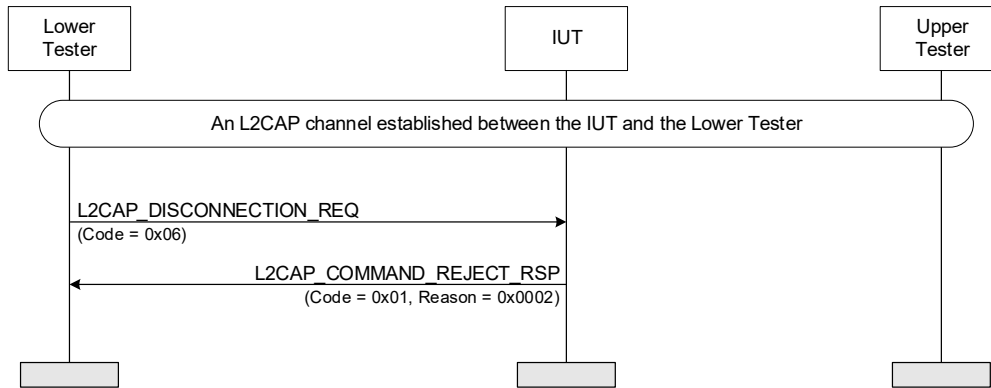 Lower
Tester
IUT
Upper
Tester
An L2CAP channel established between the IUT and the Lower Tester
L2CAP_DISCONNECTION_REQ
(Code = 0x06)
L2CAP_COMMAND_REJECT_RSP
(Code = 0x01, Reason = 0x0002)